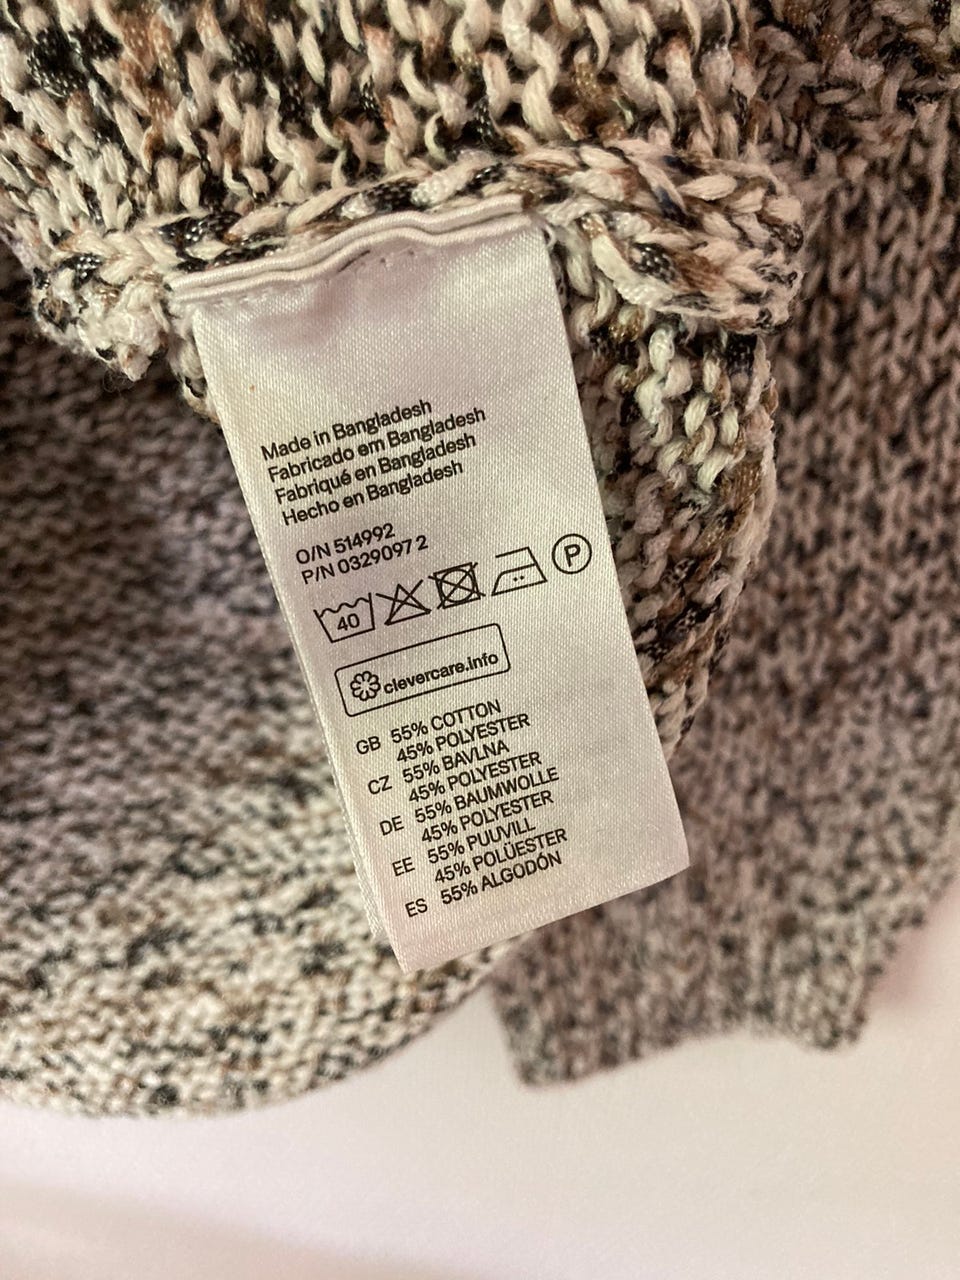 Made in Bangladesh
Fabricado em Bangladesh
Fabriqué en Bangladesh
Hecho en Bangladesh
O/N 514992
P/N 0329097 2
40 P
clevercare.info
GB 55% COTTON
45% POLYESTER
CZ 55% BAVLNA
45% POLYESTER
DE 55% BAUMWOLLE
45% POLYESTER
EE 55% PUUVILL
45% POLÜESTER
ES 55% ALGODÓN